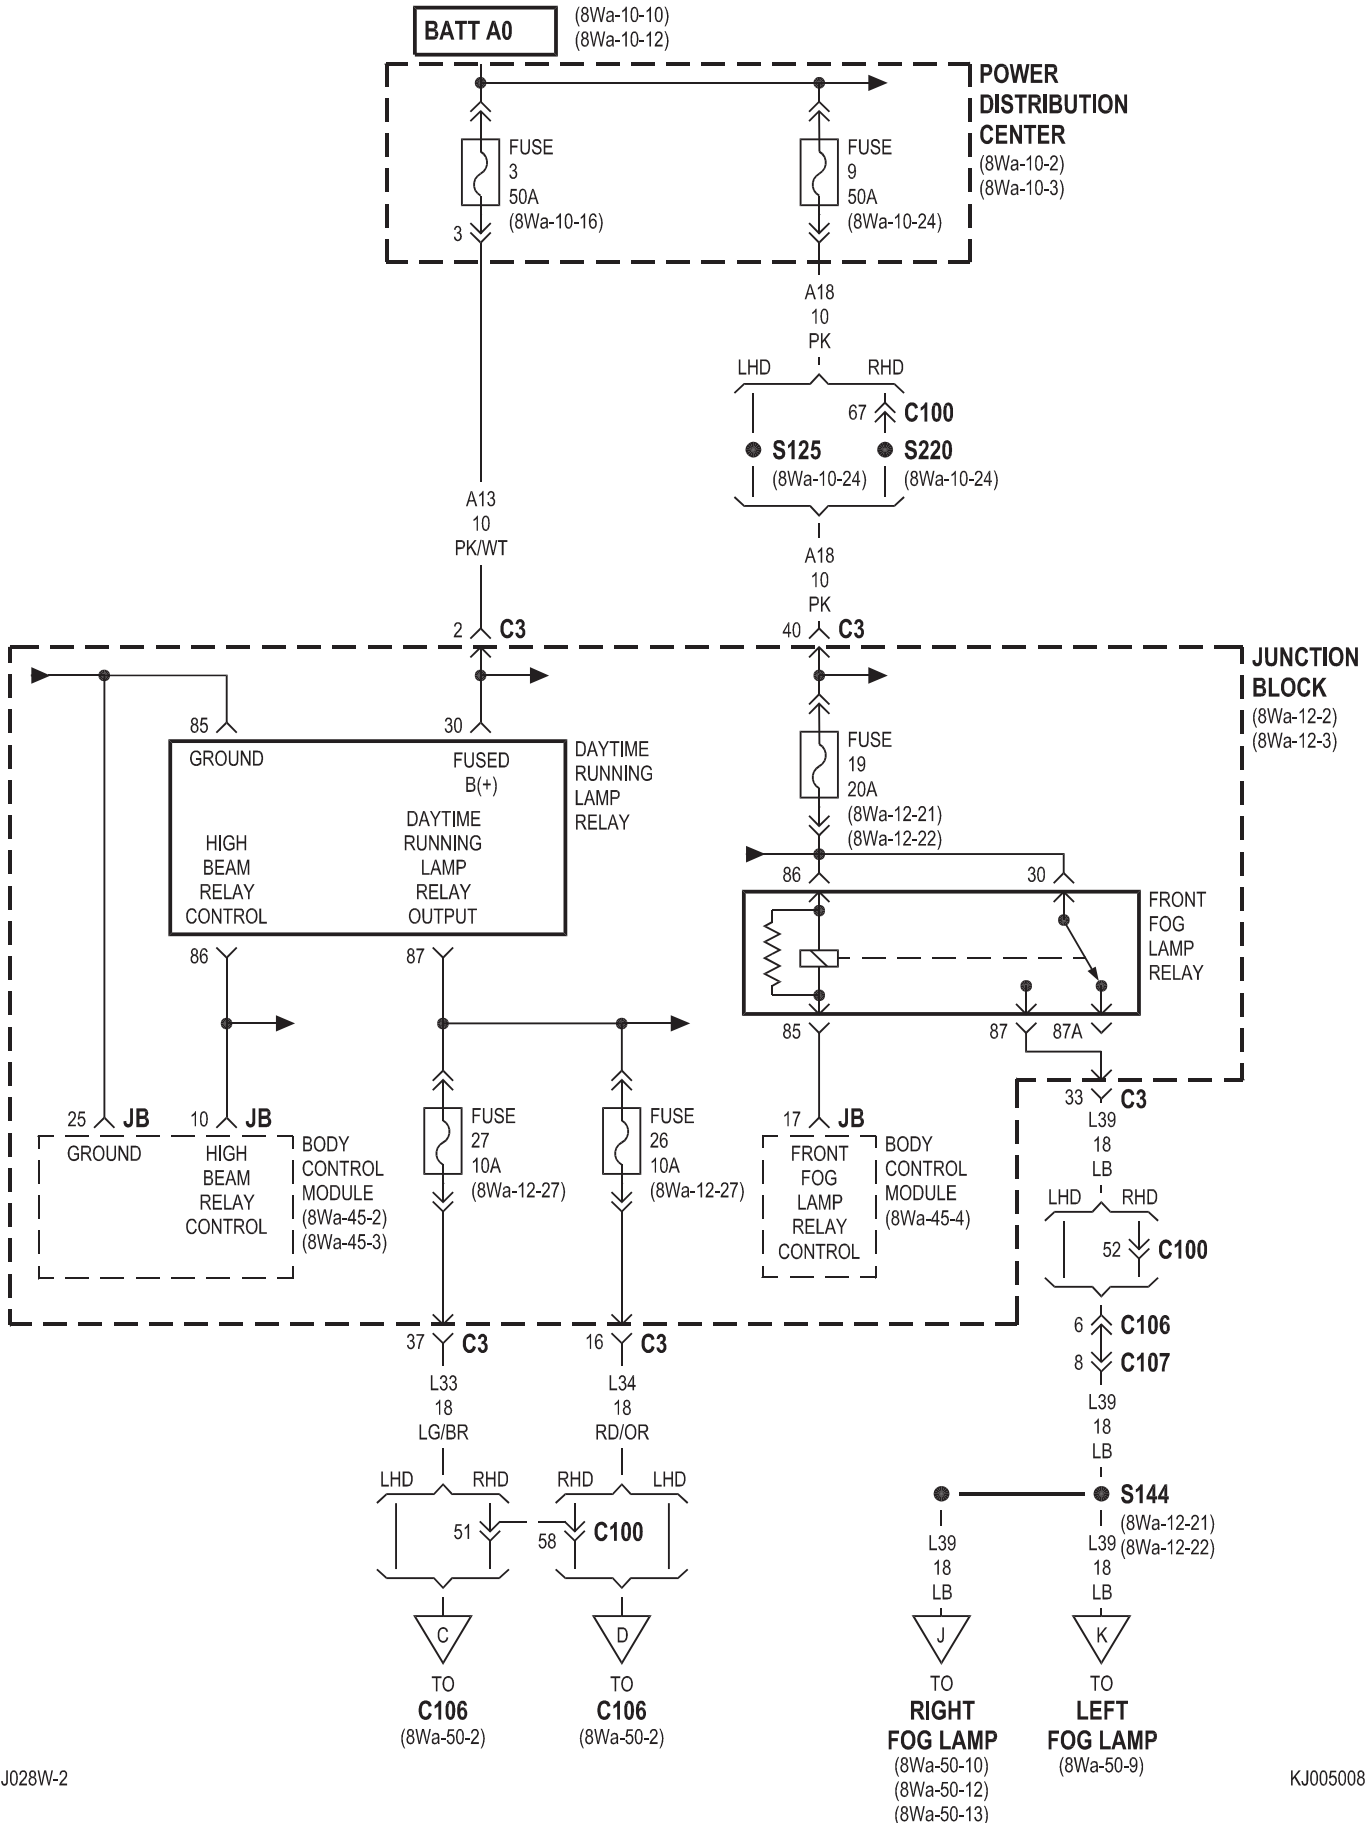 BATT A0
(8Wa-10-10)
(8Wa-10-12)
POWER
DISTRIBUTION
CENTER
(8Wa-10-2)
(8Wa-10-3)
FUSE
3
50A
(8Wa-10-16)
3
FUSE
9
50A
(8Wa-10-24)
A18
10
PK
LHD
RHD
67
C100
S125
(8Wa-10-24)
S220
(8Wa-10-24)
A13
10
PK/WT
A18
10
PK
2
C3
40
C3
JUNCTION
BLOCK
(8Wa-12-2)
(8Wa-12-3)
85
30
GROUND
FUSED
B(+)
DAYTIME
RUNNING
LAMP
RELAY
HIGH
BEAM
RELAY
CONTROL
DAYTIME
RUNNING
LAMP
RELAY
OUTPUT
86
87
FUSE
19
20A
(8Wa-12-21)
(8Wa-12-22)
86
30
FRONT
FOG
LAMP
RELAY
85
87
87A
25
JB
10
JB
GROUND
HIGH
BEAM
RELAY
CONTROL
BODY
CONTROL
MODULE
(8Wa-45-2)
(8Wa-45-3)
FUSE
27
10A
(8Wa-12-27)
FUSE
26
10A
(8Wa-12-27)
17
JB
FRONT
FOG
LAMP
RELAY
CONTROL
BODY
CONTROL
MODULE
(8Wa-45-4)
33
C3
L39
18
LB
LHD
RHD
52
C100
6
C106
8
C107
L39
18
LB
37
C3
16
C3
L33
18
LG/BR
L34
18
RD/OR
LHD
RHD
RHD
LHD
51
58
C100
S144
(8Wa-12-21)
(8Wa-12-22)
L39
18
LB
L39
18
LB
C
D
J
K
TO
C106
(8Wa-50-2)
TO
C106
(8Wa-50-2)
TO
RIGHT
FOG LAMP
(8Wa-50-10)
(8Wa-50-12)
(8Wa-50-13)
TO
LEFT
FOG LAMP
(8Wa-50-9)
J028W-2
KJ005008